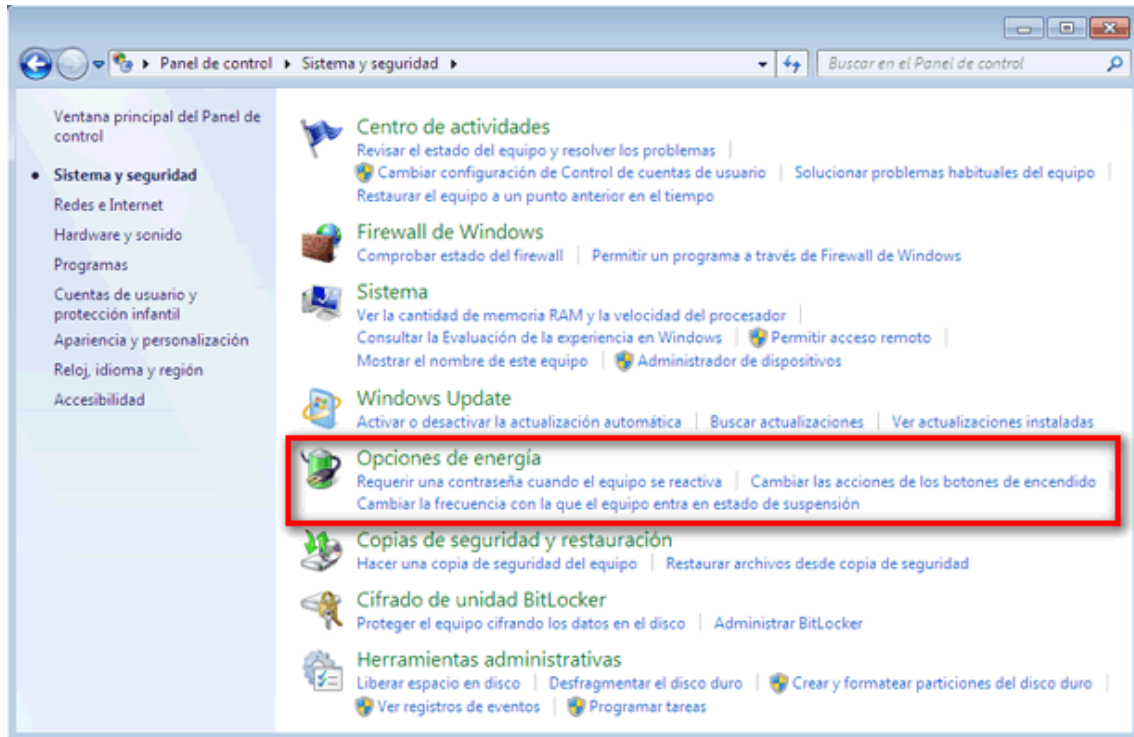 Panel de control
Sistema y seguridad
Buscar en el Panel de control
Ventana principal del Panel de
control
Sistema y seguridad
Redes e Internet
Hardware y sonido
Programas
Cuentas de usuario y
protección infantil
Apariencia y personalización
Reloj, idioma y región
Accesibilidad
Centro de actividades
Revisar el estado del equipo y resolver los problemas
Cambiar configuración de Control de cuentas de usuario Solucionar problemas habituales del equipo
Restaurar el equipo a un punto anterior en el tiempo
Firewall de Windows
Comprobar estado del firewall Permitir un programa a través de Firewall de Windows
Sistema
Ver la cantidad de memoria RAM y la velocidad del procesador
Consultar la Evaluación de la experiencia en Windows Permitir acceso remoto
Mostrar el nombre de este equipo Administrador de dispositivos
Windows Update
Activar o desactivar la actualización automática Buscar actualizaciones Ver actualizaciones instaladas
Opciones de energía
Requerir una contraseña cuando el equipo se reactiva Cambiar las acciones de los botones de encendido
Cambiar la frecuencia con la que el equipo entra en estado de suspensión
Copias de seguridad y restauración
Hacer una copia de seguridad del equipo Restaurar archivos desde copia de seguridad
Cifrado de unidad BitLocker
Proteger el equipo cifrando los datos en el disco Administrar BitLocker
Herramientas administrativas
Liberar espacio en disco Desfragmentar el disco duro Crear y formatear particiones del disco duro
Ver registros de eventos Programar tareas